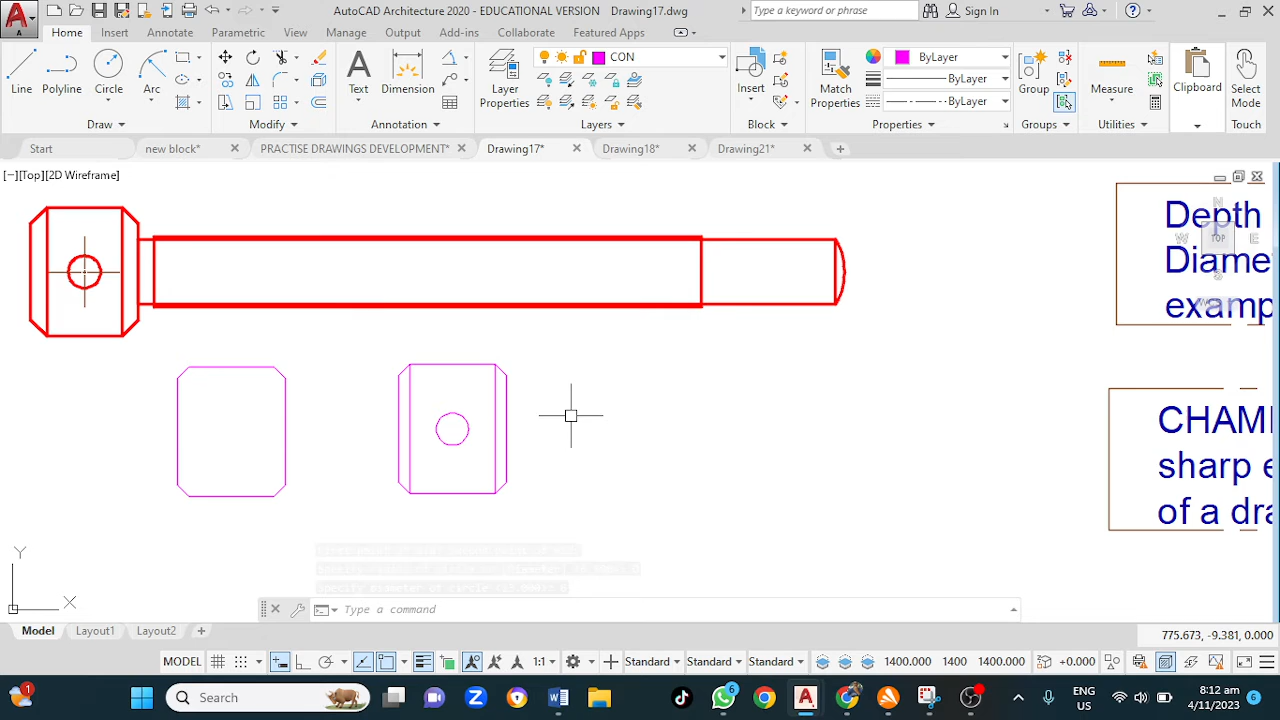 AutoCAD Architecture 2020 - EDUCATIONAL VERSION Drawing17.dwg
Type a keyword or phrase
Sign In
Home Insert Annotate Parametric View Manage Output Add-ins Collaborate Featured Apps
Line Polyline Circle Arc
Text Dimension
Layer Properties
CON
Insert
Match Properties
ByLayer
ByLayer
ByLayer
Group
Measure
Clipboard
Select Mode
Draw Modify Annotation Layers Block Properties Groups Utilities Touch
Start new block* PRACTISE DRAWINGS DEVELOPMENT* Drawing17* Drawing18* Drawing21*
[−][Top][2D Wireframe]
N
W TOP E
S
Depth
Diame
examp
CHAM
sharp e
of a dra
Y
X
Type a command
Model Layout1 Layout2
775.673, -9.381, 0.000
MODEL 1:1 Standard Standard Standard 1400.000 1400 1400.000 +0.000
1 Search 6 ENG US 8:12 am 4/11/2023 6